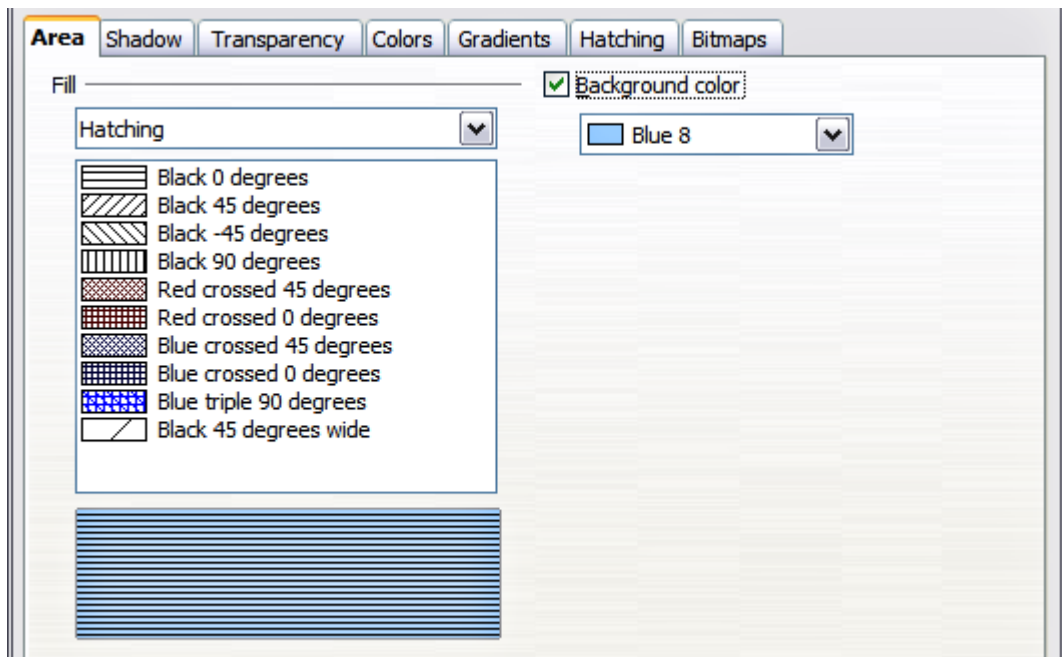 Area Shadow Transparency Colors Gradients Hatching Bitmaps
Fill
Background color
Hatching
Blue 8
Black 0 degrees
Black 45 degrees
Black -45 degrees
Black 90 degrees
Red crossed 45 degrees
Red crossed 0 degrees
Blue crossed 45 degrees
Blue crossed 0 degrees
Blue triple 90 degrees
Black 45 degrees wide